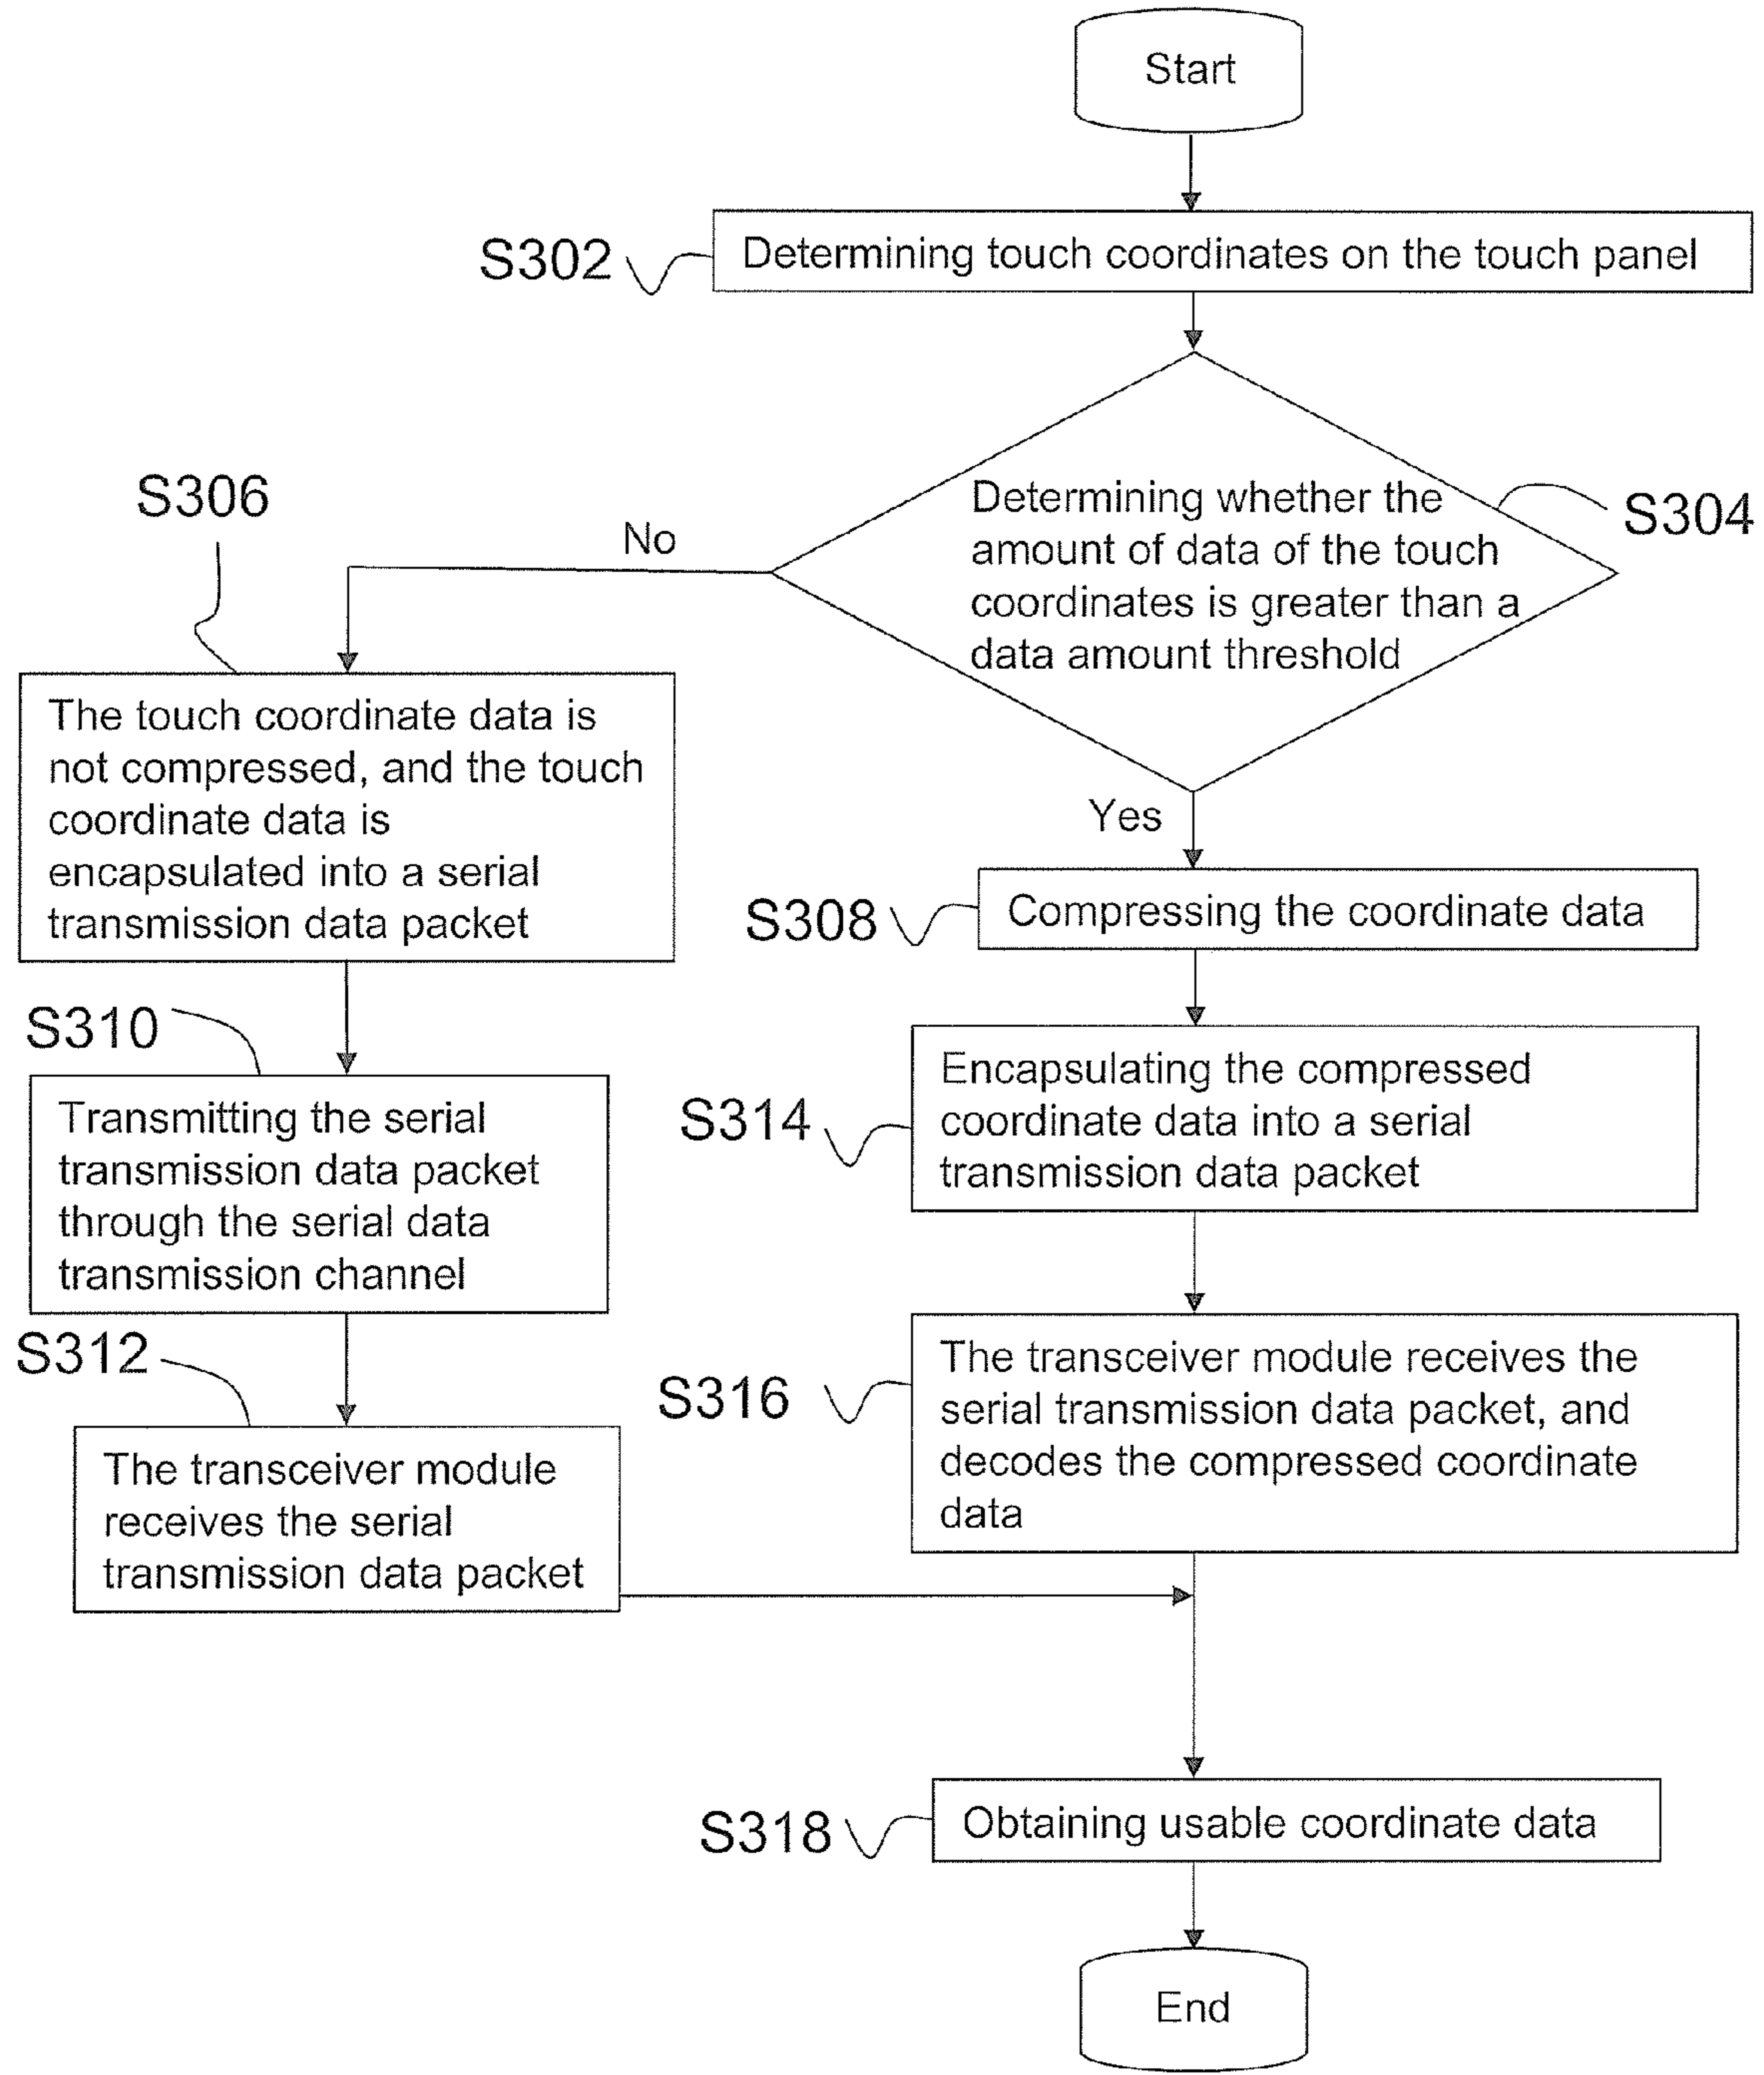 Start
S302
Determining touch coordinates on the touch panel
S304
Determining whether the
amount of data of the touch
coordinates is greater than a
data amount threshold
No
S306
The touch coordinate data is
not compressed, and the touch
coordinate data is
encapsulated into a serial
transmission data packet
Yes
S308
Compressing the coordinate data
S310
Transmitting the serial
transmission data packet
through the serial data
transmission channel
S314
Encapsulating the compressed
coordinate data into a serial
transmission data packet
S312
The transceiver module
receives the serial
transmission data packet
S316
The transceiver module receives the
serial transmission data packet, and
decodes the compressed coordinate
data
S318
Obtaining usable coordinate data
End